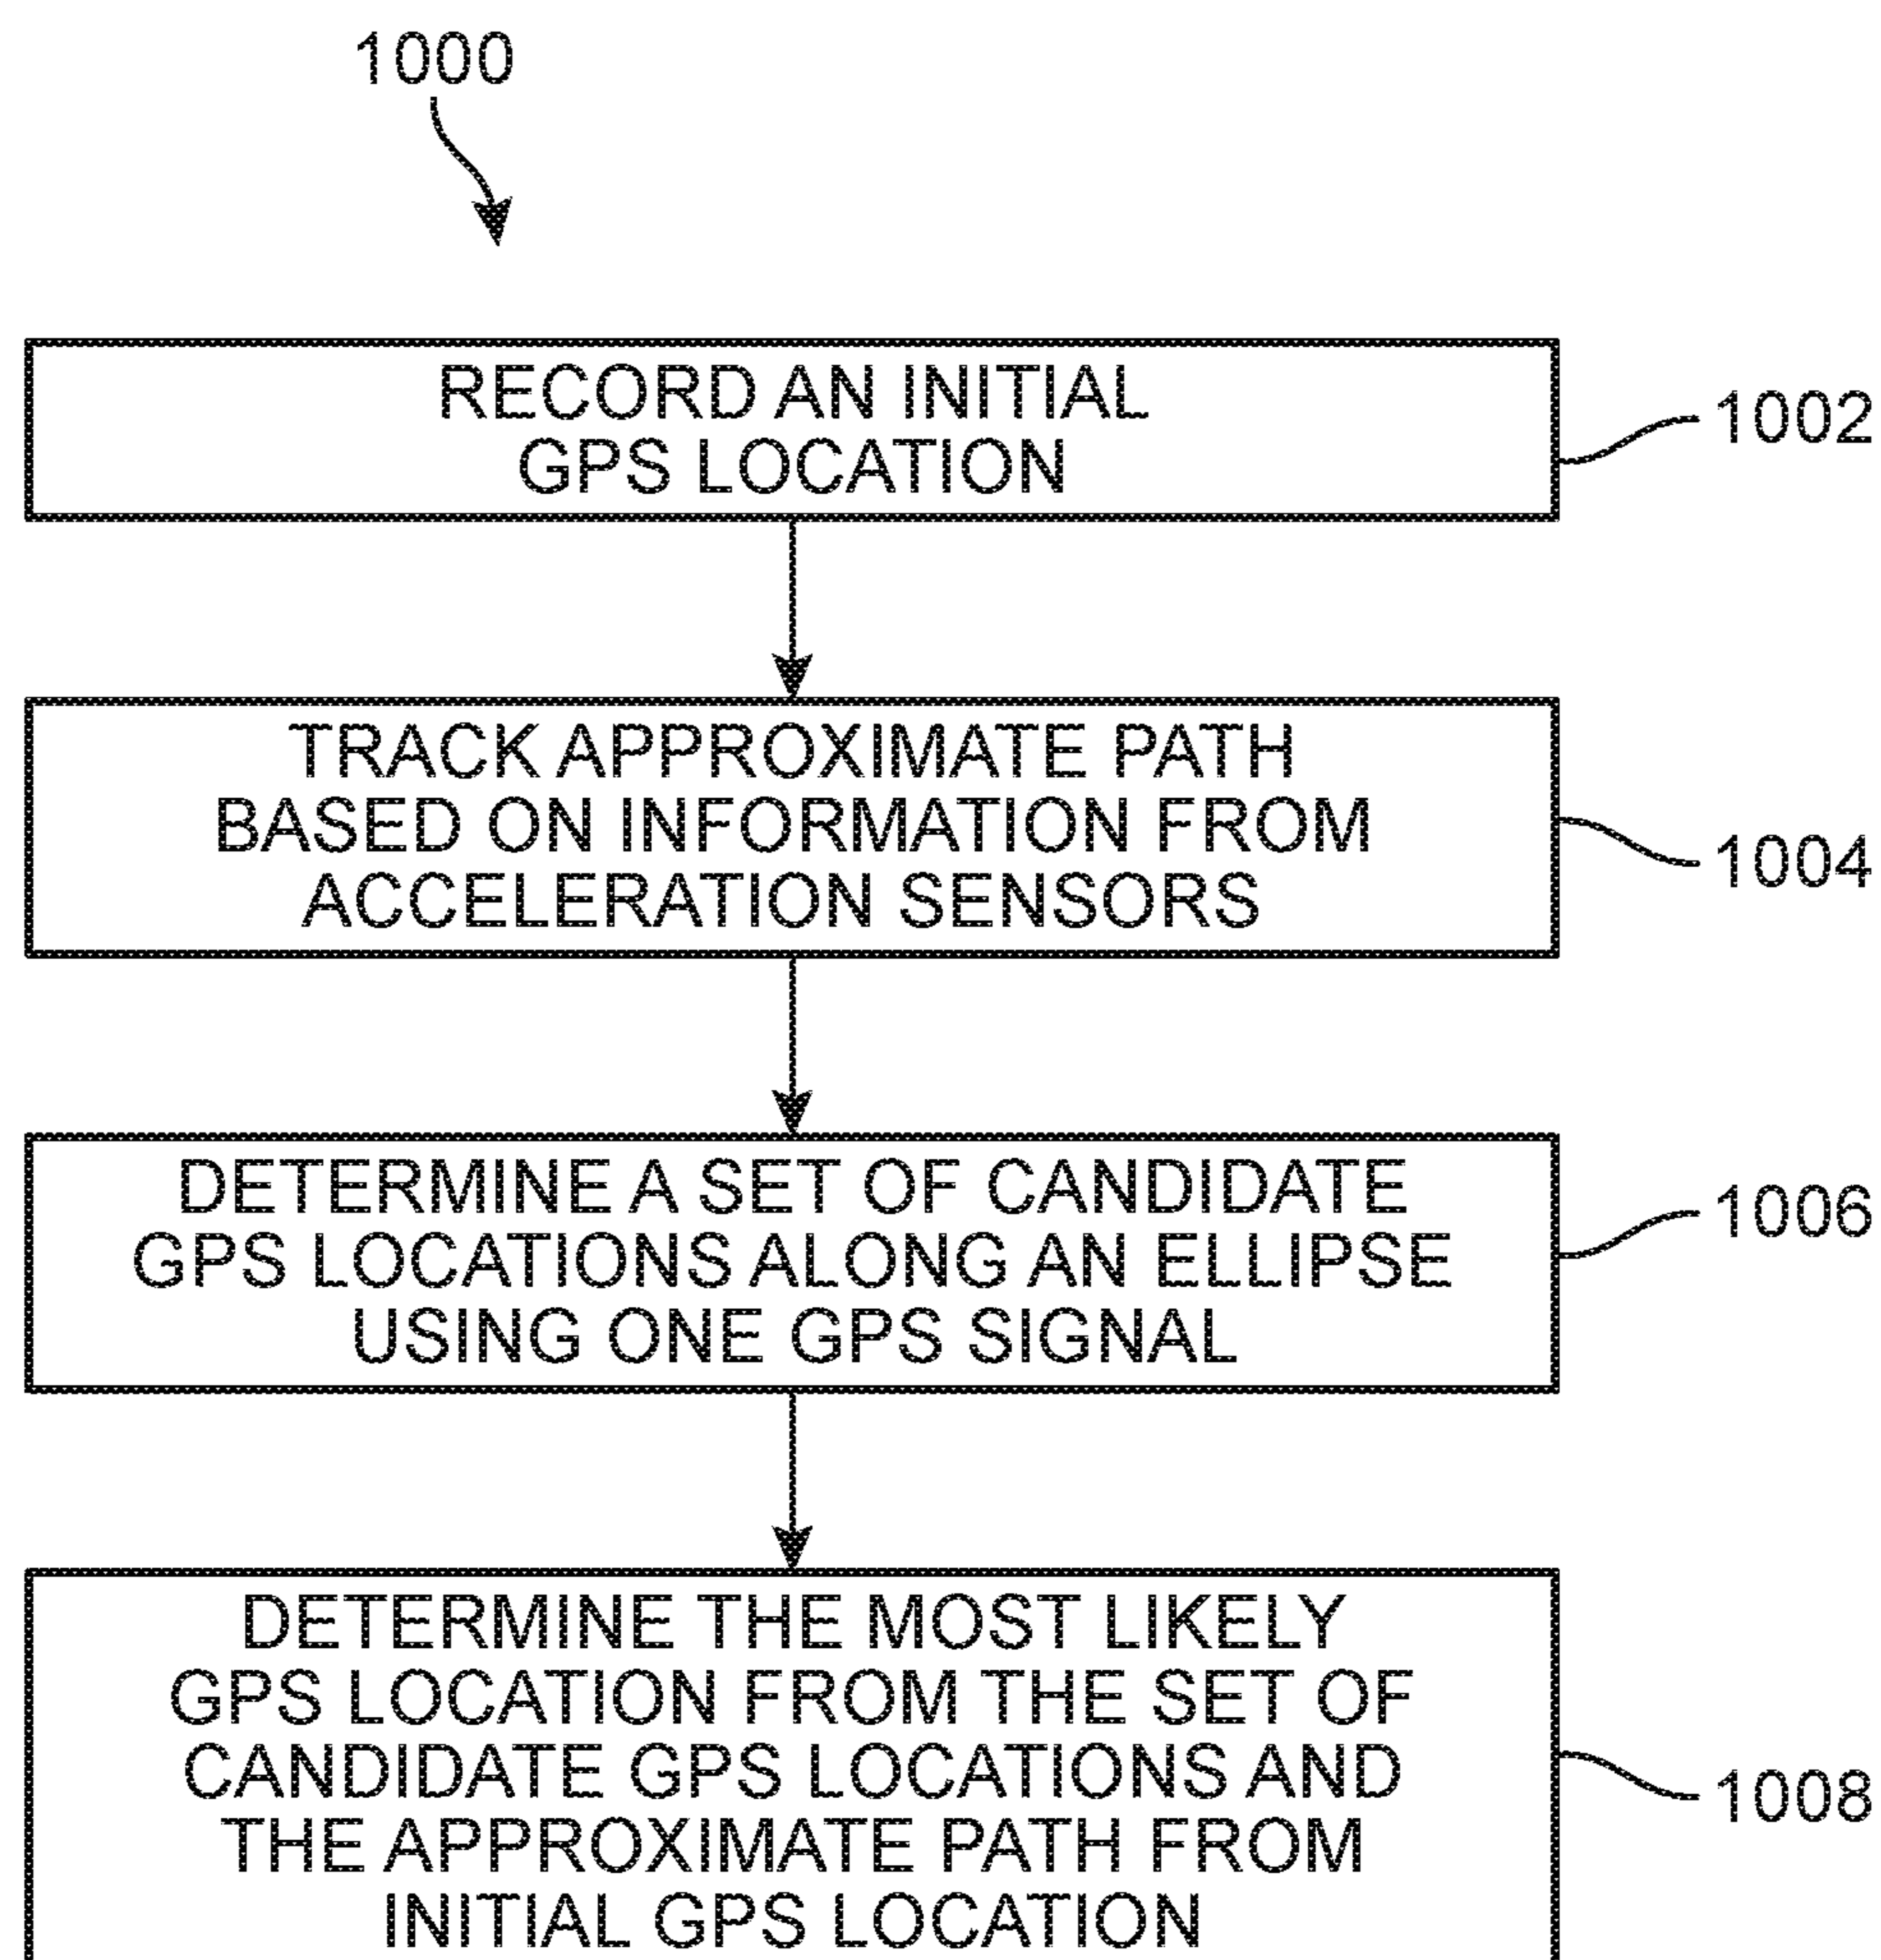 1000
RECORD AN INITIAL
GPS LOCATION
1002
TRACK APPROXIMATE PATH
BASED ON INFORMATION FROM
ACCELERATION SENSORS
1004
DETERMINE A SET OF CANDIDATE
GPS LOCATIONS ALONG AN ELLIPSE
USING ONE GPS SIGNAL
1006
DETERMINE THE MOST LIKELY
GPS LOCATION FROM THE SET OF
CANDIDATE GPS LOCATIONS AND
THE APPROXIMATE PATH FROM
INITIAL GPS LOCATION
1008